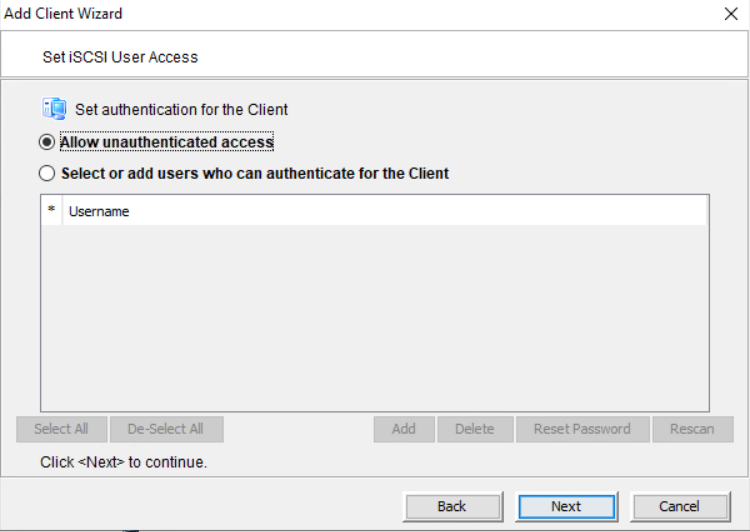 Add Client Wizard
Set iSCSI User Access
Set authentication for the Client
Allow unauthenticated access
Select or add users who can authenticate for the Client
* Username
Select All De-Select All Add Delete Reset Password Rescan
Click <Next> to continue.
Back Next Cancel